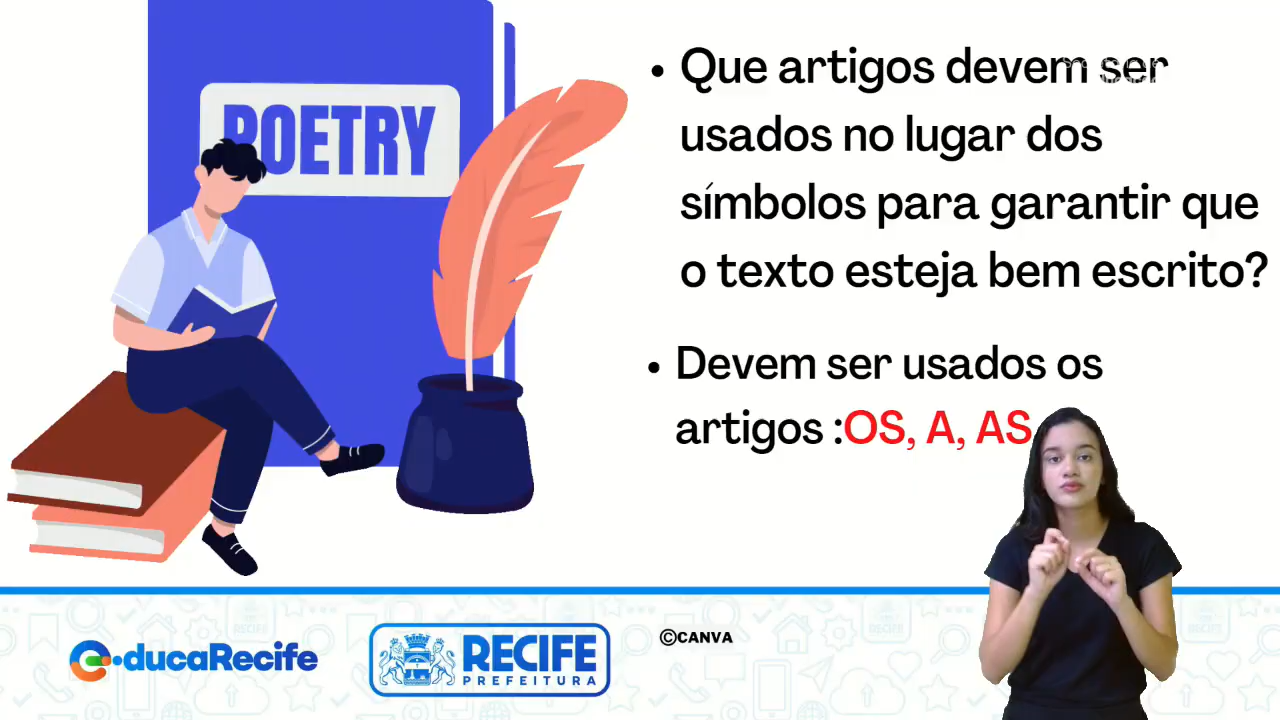 POETRY
• Que artigos devem ser
usados no lugar dos
símbolos para garantir que
o texto esteja bem escrito?
• Devem ser usados os
artigos :OS, A, AS
ducaRecife
RECIFE
PREFEITURA
©CANVA